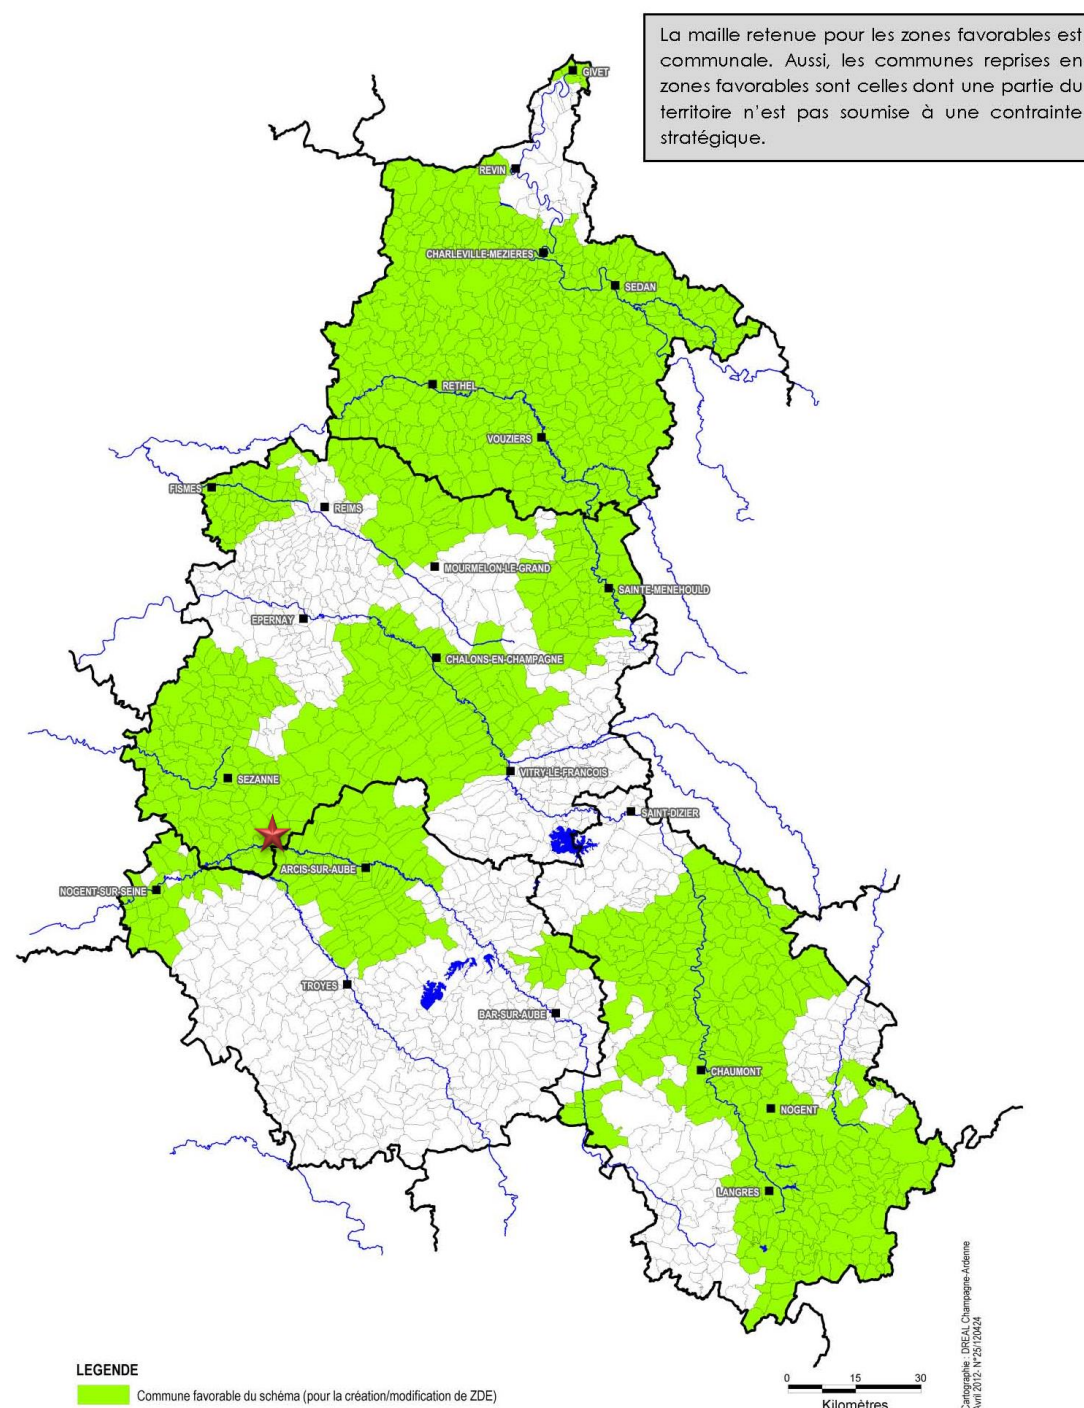 La maille retenue pour les zones favorables est
communale. Aussi, les communes reprises en
zones favorables sont celles dont une partie du
territoire n'est pas soumise à une contrainte
stratégique.
GIVET
REVIN
CHARLEVILLE-MEZIERES
SEDAN
RETHEL
VOUZIERS
FISMES
REIMS
MOURMELON-LE-GRAND
SAINTE-MENEHOULD
EPERNAY
CHALONS-EN-CHAMPAGNE
SEZANNE
VITRY-LE-FRANCOIS
SAINT-DIZIER
ARCIS-SUR-AUBE
NOGENT-SUR-SEINE
TROYES
BAR-SUR-AUBE
CHAUMONT
NOGENT
LANGRES
LEGENDE
Commune favorable du schéma (pour la création/modification de ZDE)
0 15 30
Kilomètres
Cartographie : DREAL Champagne-Ardenne
Avril 2012- N°25/120424